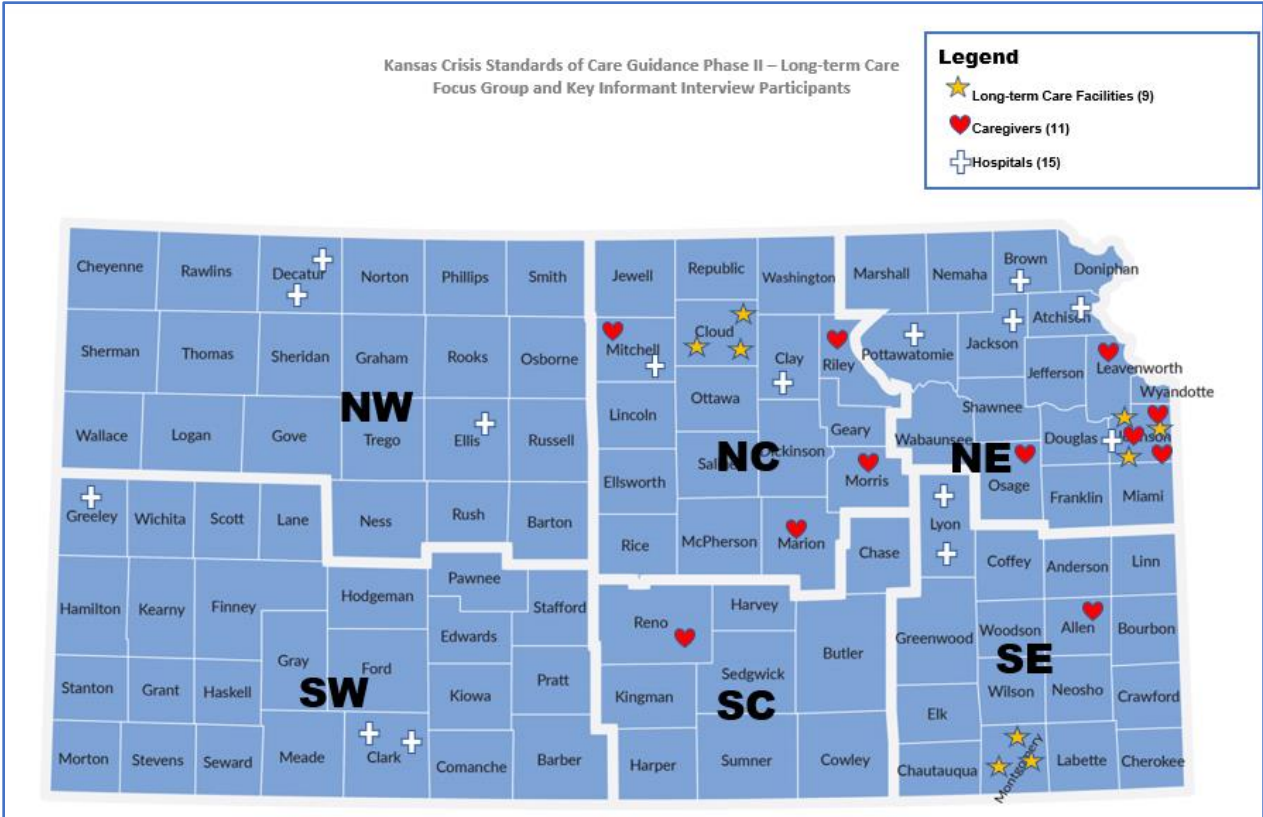 Kansas Crisis Standards of Care Guidance Phase II – Long-term Care
Focus Group and Key Informant Interview Participants
Legend
Long-term Care Facilities (9)
Caregivers (11)
Hospitals (15)
Cheyenne
Rawlins
Decatur
Norton
Phillips
Smith
Sherman
Thomas
Sheridan
Graham
Rooks
Osborne
NW
Wallace
Logan
Gove
Trego
Ellis
Russell
Ness
Rush
Barton
Jewell
Republic
Washington
Mitchell
Cloud
Clay
Riley
Lincoln
Ottawa
Geary
NC
Dickinson
Ellsworth
Morris
Rice
McPherson
Marion
Marshall
Nemaha
Brown
Doniphan
Pottawatomie
Jackson
Atchison
Jefferson
Leavenworth
Wyandotte
Shawnee
Wabaunsee
NE
Douglas
Osage
Franklin
Miami
Greeley
Wichita
Scott
Lane
Hamilton
Kearny
Finney
Hodgeman
Pawnee
Stafford
Edwards
Gray
Ford
SW
Stanton
Grant
Haskell
Kiowa
Pratt
Morton
Stevens
Seward
Meade
Clark
Comanche
Barber
Chase
Reno
Harvey
Butler
Sedgwick
SC
Kingman
Harper
Sumner
Cowley
Lyon
Coffey
Anderson
Linn
Greenwood
Woodson
Allen
Bourbon
SE
Wilson
Neosho
Crawford
Elk
Chautauqua
Montgomery
Labette
Cherokee